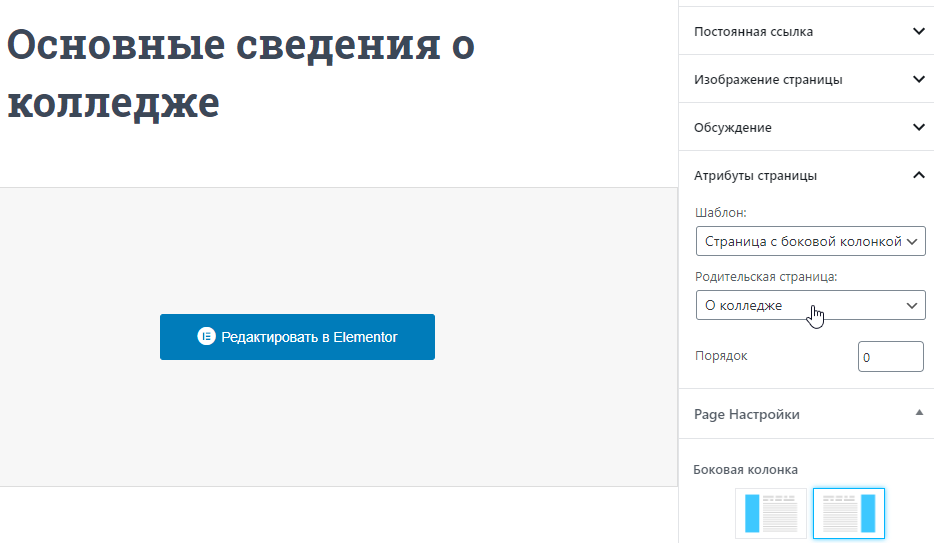 Основные сведения о
колледже
Редактировать в Elementor
Постоянная ссылка
Изображение страницы
Обсуждение
Атрибуты страницы
Шаблон:
Страница с боковой колонкой
Родительская страница:
О колледже
Порядок
0
Page Настройки
Боковая колонка